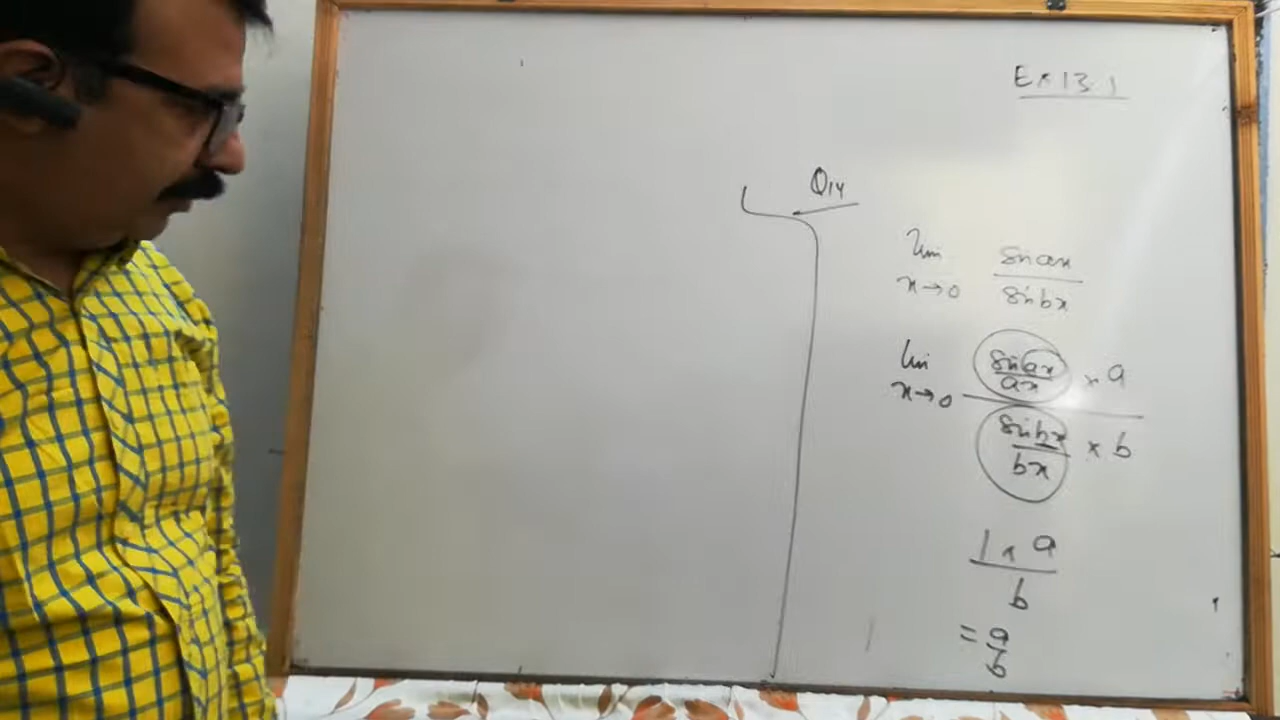 Ex 13.1
Q14
lim
x→0 sin ax / sin bx
lim
x→0 (sin ax / ax × a) / (sin bx / bx × b)
1 × a / b
= a / b